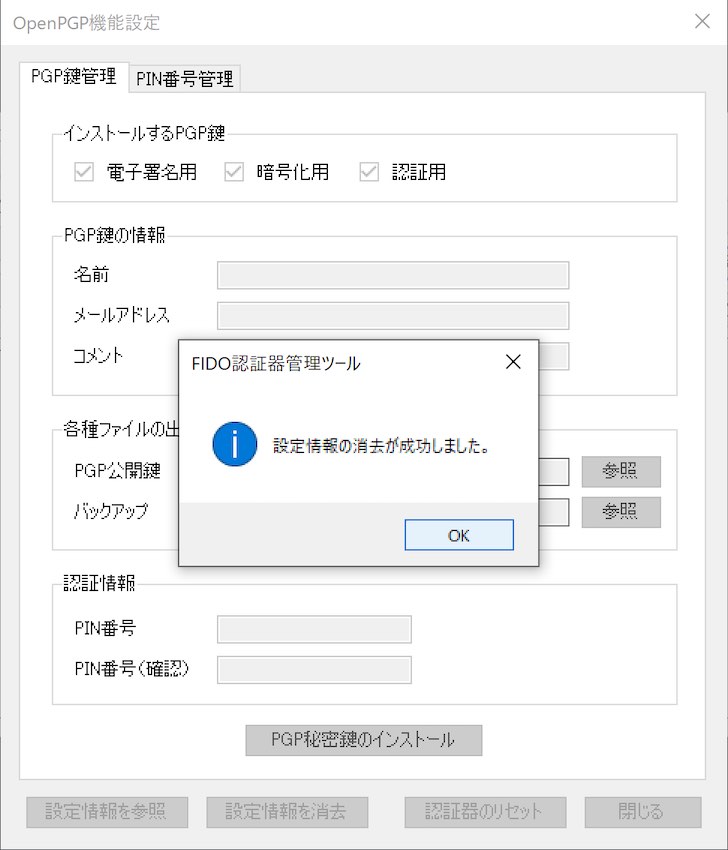 OpenPGP機能設定
PGP鍵管理 PIN番号管理
インストールするPGP鍵
電子署名用 暗号化用 認証用
PGP鍵の情報
名前
メールアドレス
コメント
FIDO認証器管理ツール
設定情報の消去が成功しました。
OK
各種ファイルの出
PGP公開鍵 参照
バックアップ 参照
認証情報
PIN番号
PIN番号(確認)
PGP秘密鍵のインストール
設定情報を参照 設定情報を消去 認証器のリセット 閉じる